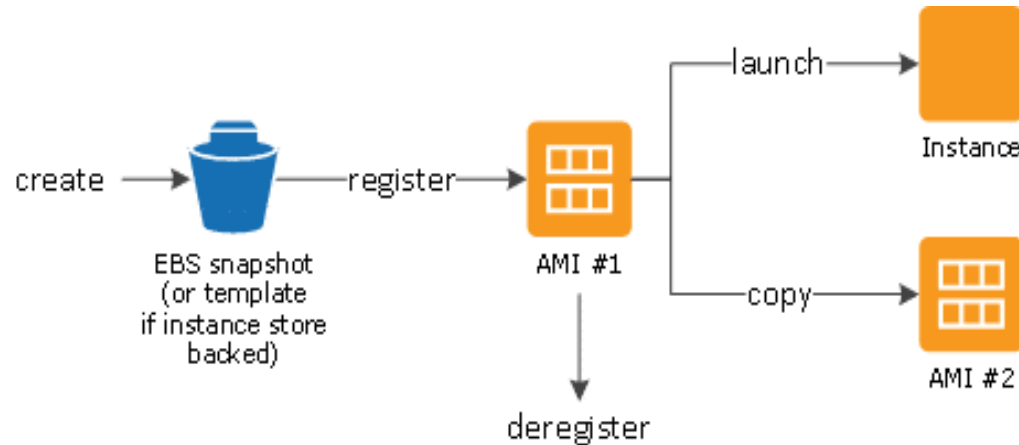 launch
Instance
create
register
EBS snapshot
(or template
if instance store
backed)
AMI #1
copy
AMI #2
deregister